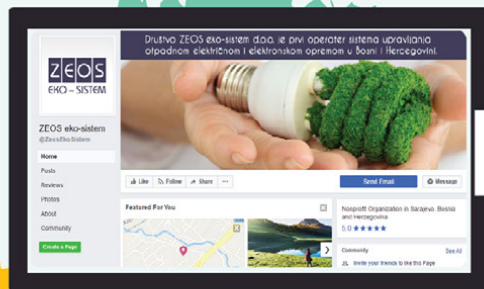 Društvo ZEOS eko-sistem d.o.o. je prvi operater sistema upravljanja
otpadnom električnom i elektronskom opremom u Bosni i Hercegovini.
ZEOS
EKO – SISTEM
ZEOS eko-sistem
@ZeosEkoSistem
Home
Posts
Reviews
Photos
About
Community
Create a Page
Like
Follow
Share
Send Email
Message
Featured For You
Nonprofit Organization in Sarajevo, Bosnia
and Herzegovina
5.0 ★★★★★
Community
See All
Invite your friends to like this Page